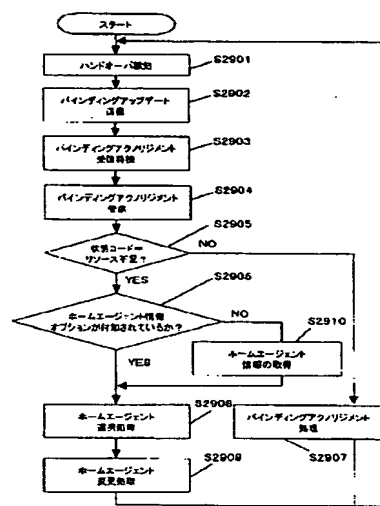 スタート
ハンドオーバ検知
S2901
バインディングアップデート
送信
S2902
バインディングアクノリジメント
受信待機
S2903
バインディングアクノリジメント
S2904
状態コード＝
リソース不足？
S2905
NO
YES
ホームエージェント情報
オプションが付加されているか？
S2906
NO
YES
ホームエージェント
情報の取得
S2910
ホームエージェント
選択処理
S2908
バインディングアクノリジメント
処理
S2907
ホームエージェント
変更処理
S2909